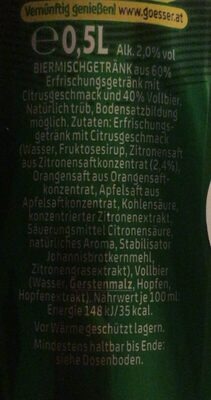 Vernünftig genießen! www.goesser.at
℮ 0,5L Alk. 2,0% vol
BIERMISCHGETRÄNK aus 60%
Erfrischungsgetränk mit
Citrusgeschmack und 40% Vollbier.
Natürlich trüb, Bodensatzbildung
möglich. Zutaten: Erfrischungs-
getränk mit Citrusgeschmack
(Wasser, Fruktosesirup, Zitronensaft
aus Zitronensaftkonzentrat (2,4%),
Orangensaft aus Orangensaft-
konzentrat, Apfelsaft aus
Apfelsaftkonzentrat, Kohlensäure,
konzentrierter Zitronenextrakt,
Säuerungsmittel Citronensäure,
natürliches Aroma, Stabilisator
Johannisbrotkernmehl,
Zitronengrasextrakt), Vollbier
(Wasser, Gerstenmalz, Hopfen,
Hopfenextrakt). Nährwert je 100 ml:
Energie 148 kJ/35 kcal.
Vor Wärme geschützt lagern.
Mindestens haltbar bis Ende:
siehe Dosenboden.